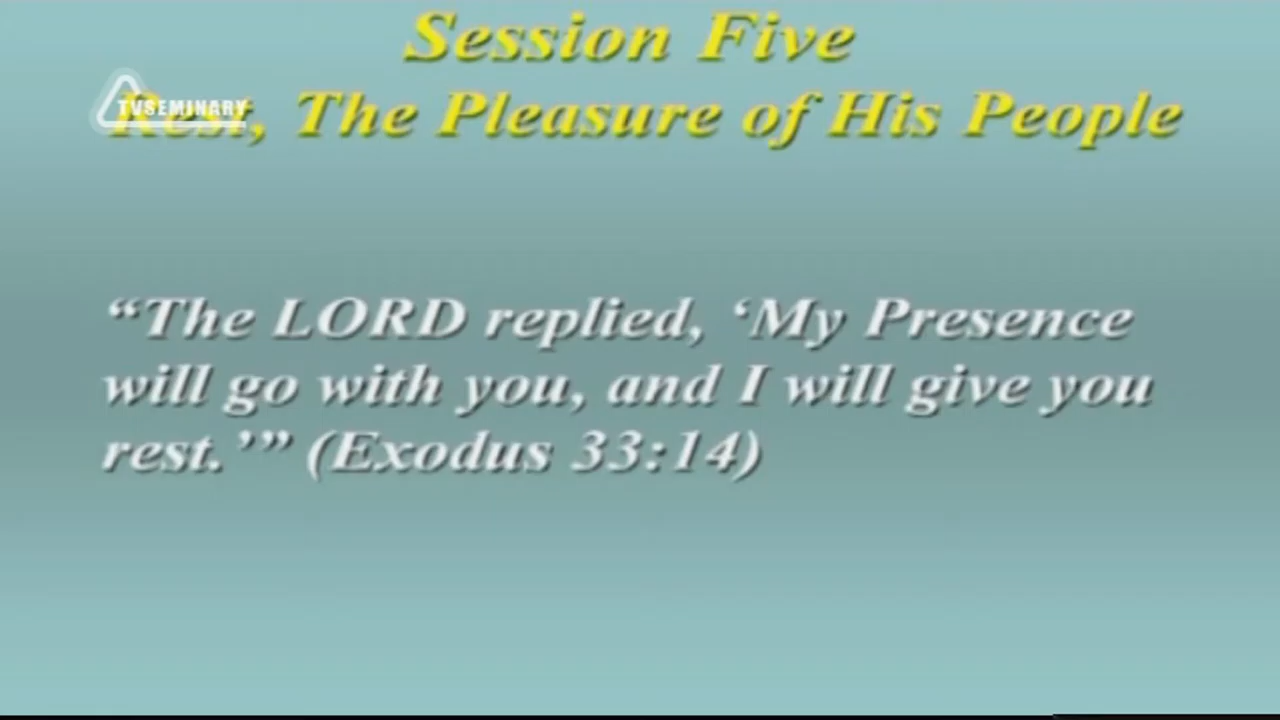 Session Five
TVSEMINARY
Rest, The Pleasure of His People
“The LORD replied, ‘My Presence
will go with you, and I will give you
rest.’” (Exodus 33:14)